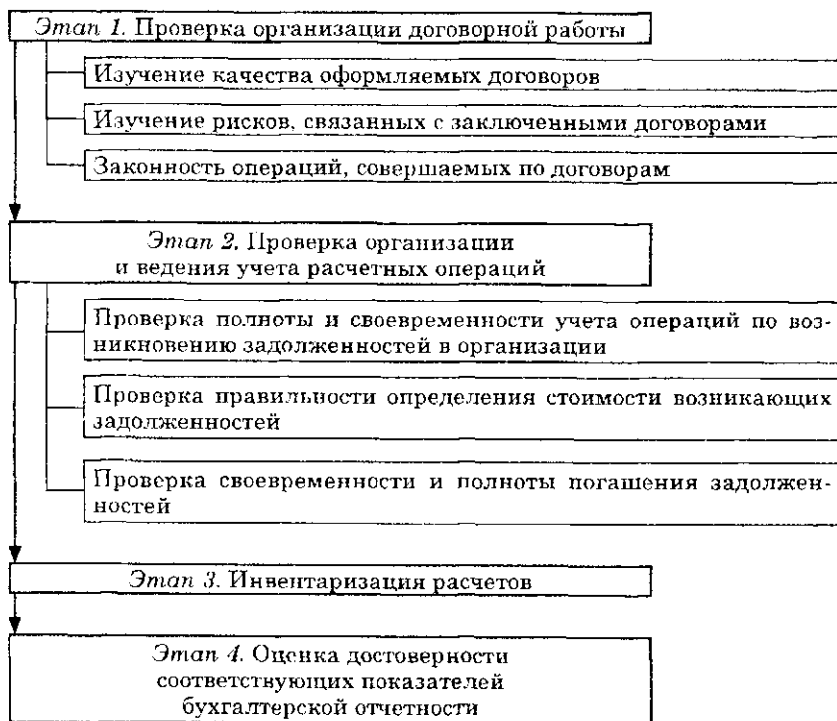 Этап 1. Проверка организации договорной работы
Изучение качества оформляемых договоров
Изучение рисков, связанных с заключенными договорами
Законность операций, совершаемых по договорам
Этап 2. Проверка организации
и ведения учета расчетных операций
Проверка полноты и своевременности учета операций по воз-
никновению задолженностей в организации
Проверка правильности определения стоимости возникающих
задолженностей
Проверка своевременности и полноты погашения задолжен-
ностей
Этап 3. Инвентаризация расчетов
Этап 4. Оценка достоверности
соответствующих показателей
бухгалтерской отчетности